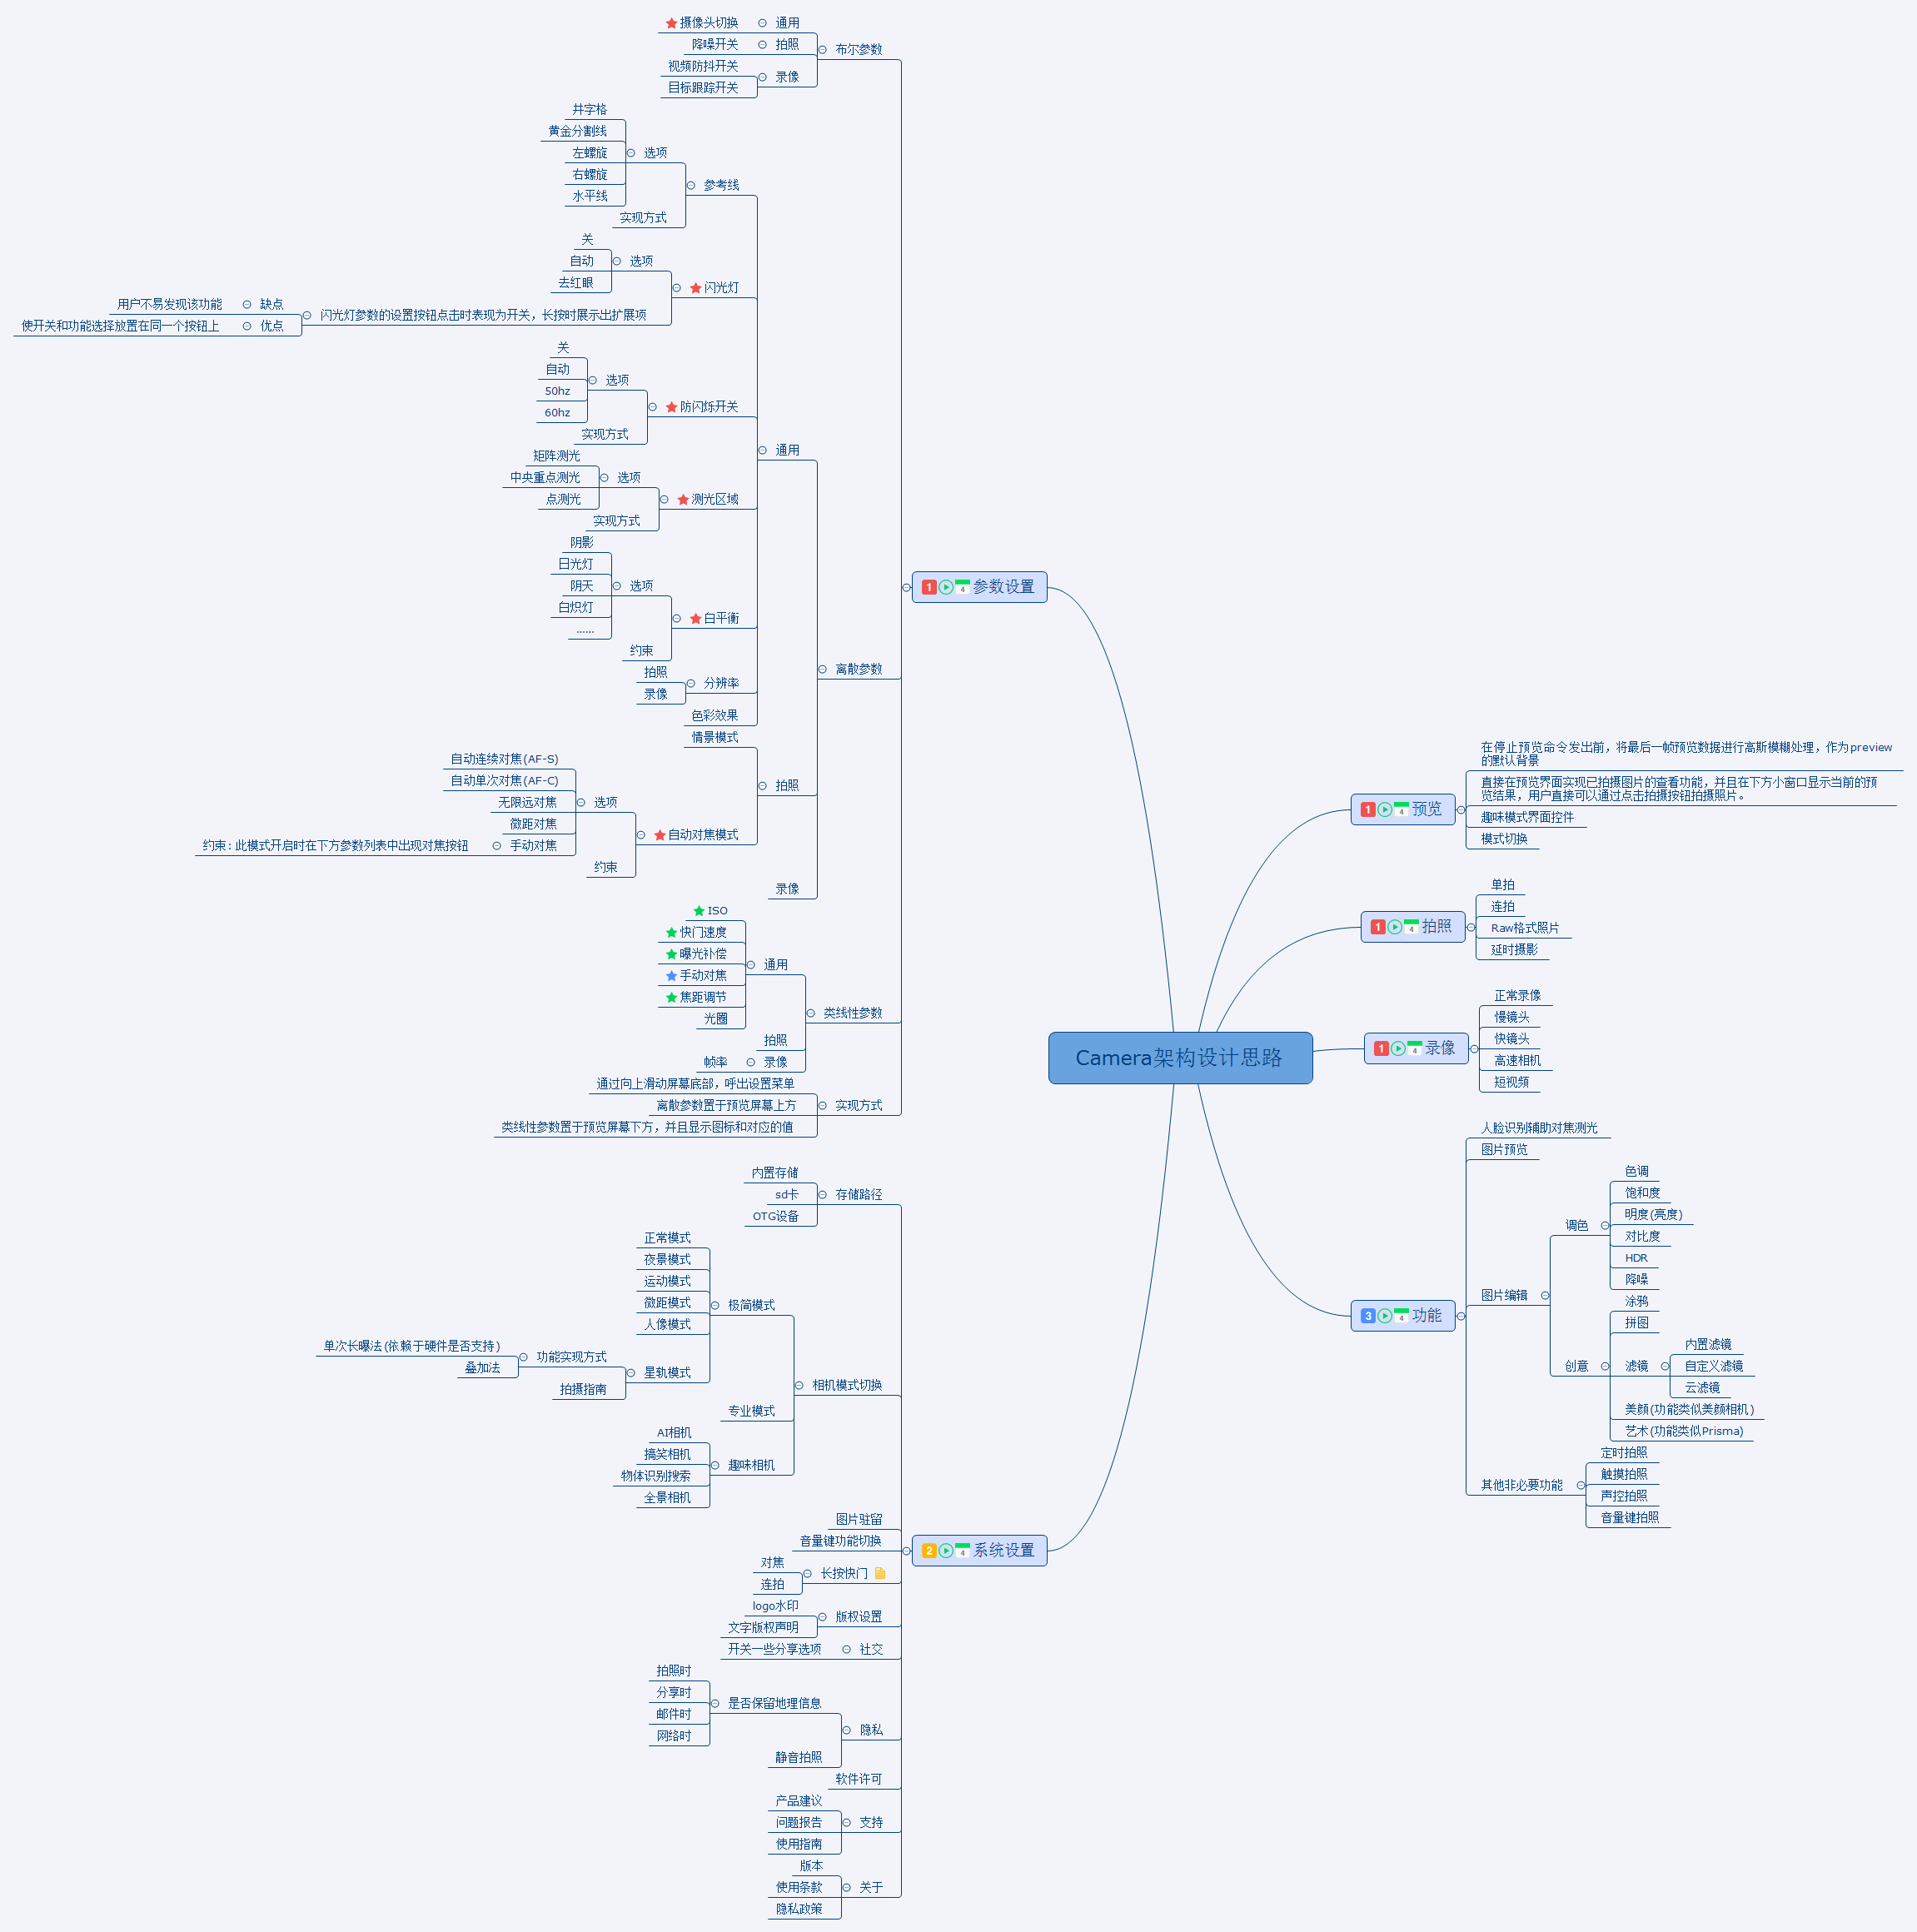 Camera架构设计思路
1 4 预览
在停止预览命令发出前，将最后一帧预览数据进行高斯模糊处理，作为preview
的默认背景
直接在预览界面实现已拍摄图片的查看功能，并且在下方小窗口显示当前的预
览结果，用户直接可以通过点击拍摄按钮拍摄照片。
趣味模式界面控件
模式切换
1 4 拍照
单拍
连拍
Raw格式照片
延时摄影
1 4 录像
正常录像
慢镜头
快镜头
高速相机
短视频
3 4 功能
人脸识别辅助对焦测光
图片预览
图片编辑
调色
色调
饱和度
明度(亮度)
对比度
HDR
降噪
创意
涂鸦
拼图
滤镜
内置滤镜
自定义滤镜
云滤镜
美颜(功能类似美颜相机)
艺术(功能类似Prisma)
其他非必要功能
定时拍照
触摸拍照
声控拍照
音量键拍照
1 4 参数设置
布尔参数
通用
摄像头切换
拍照
降噪开关
录像
视频防抖开关
目标跟踪开关
离散参数
通用
参考线
选项
井字格
黄金分割线
左螺旋
右螺旋
水平线
实现方式
闪光灯
选项
关
自动
去红眼
闪光灯参数的设置按钮点击时表现为开关，长按时展示出扩展项
缺点
用户不易发现该功能
优点
使开关和功能选择放置在同一个按钮上
防闪烁开关
选项
关
自动
50hz
60hz
实现方式
测光区域
选项
矩阵测光
中央重点测光
点测光
实现方式
白平衡
选项
阴影
日光灯
阴天
白炽灯
......
约束
分辨率
拍照
录像
色彩效果
拍照
情景模式
自动对焦模式
选项
自动连续对焦(AF-S)
自动单次对焦(AF-C)
无限远对焦
微距对焦
手动对焦
约束：此模式开启时在下方参数列表中出现对焦按钮
约束
录像
类线性参数
通用
ISO
快门速度
曝光补偿
手动对焦
焦距调节
光圈
拍照
录像
帧率
实现方式
通过向上滑动屏幕底部，呼出设置菜单
离散参数置于预览屏幕上方
类线性参数置于预览屏幕下方，并且显示图标和对应的值
2 4 系统设置
存储路径
内置存储
sd卡
OTG设备
相机模式切换
极简模式
正常模式
夜景模式
运动模式
微距模式
人像模式
星轨模式
功能实现方式
单次长曝法(依赖于硬件是否支持)
叠加法
拍摄指南
专业模式
趣味相机
AI相机
搞笑相机
物体识别搜索
全景相机
图片驻留
音量键功能切换
长按快门
对焦
连拍
版权设置
logo水印
文字版权声明
社交
开关一些分享选项
隐私
是否保留地理信息
拍照时
分享时
邮件时
网络时
静音拍照
软件许可
支持
产品建议
问题报告
使用指南
关于
版本
使用条款
隐私政策